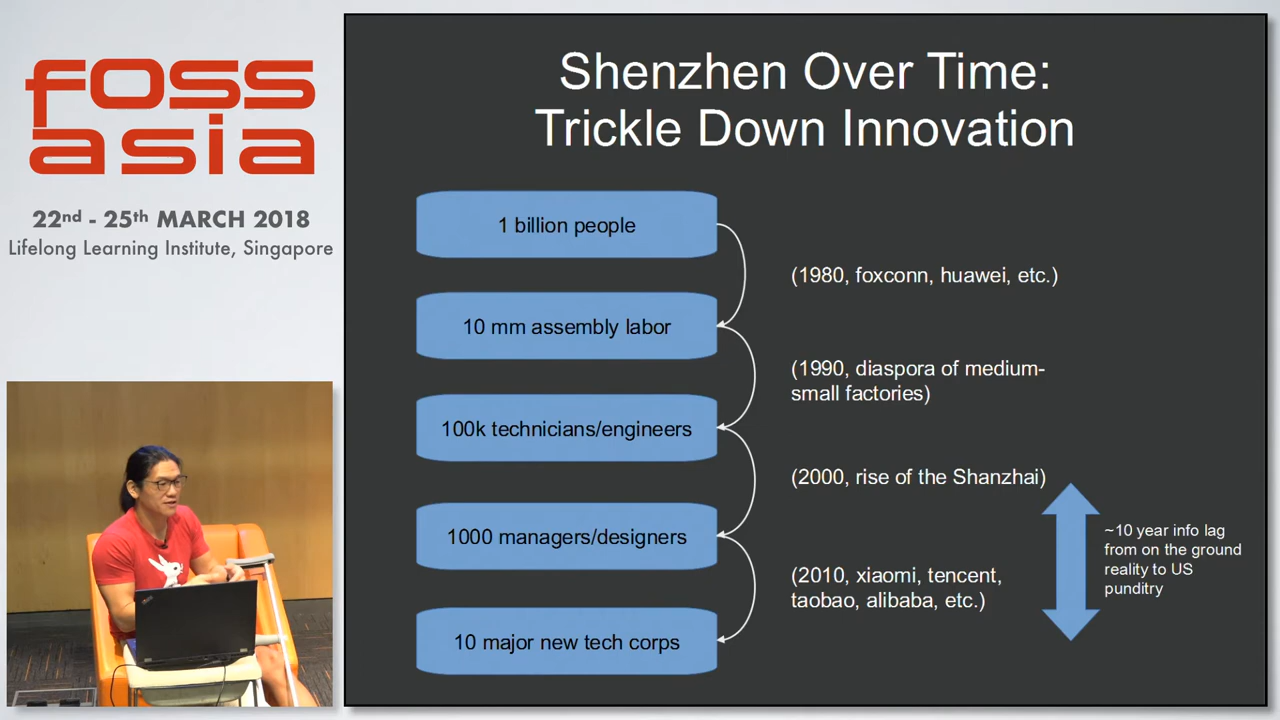 foss
asia
22nd - 25th MARCH 2018
Lifelong Learning Institute, Singapore
Shenzhen Over Time:
Trickle Down Innovation
1 billion people
(1980, foxconn, huawei, etc.)
10 mm assembly labor
(1990, diaspora of medium-
small factories)
100k technicians/engineers
(2000, rise of the Shanzhai)
1000 managers/designers
~10 year info lag
from on the ground
reality to US
punditry
(2010, xiaomi, tencent,
taobao, alibaba, etc.)
10 major new tech corps